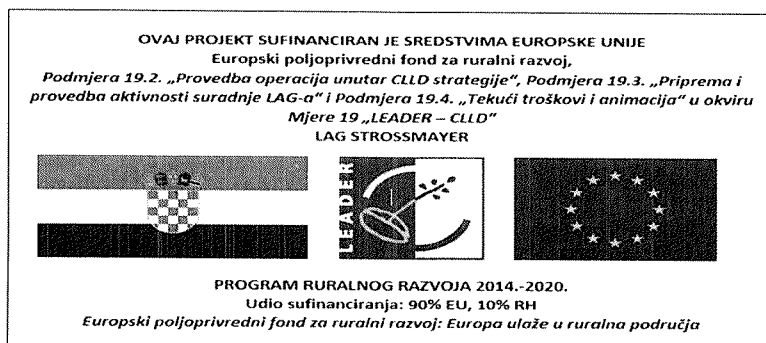 OVAJ PROJEKT SUFINANCIRAN JE SREDSTVIMA EUROPSKE UNIJE
Europski poljoprivredni fond za ruralni razvoj,
Podmjera 19.2. „Provedba operacija unutar CLLD strategije“, Podmjera 19.3. „Priprema i
provedba aktivnosti suradnje LAG-a“ i Podmjera 19.4. „Tekući troškovi i animacija“ u okviru
Mjere 19 „LEADER – CLLD“
LAG STROSSMAYER
LEADER
PROGRAM RURALNOG RAZVOJA 2014.-2020.
Udio sufinanciranja: 90% EU, 10% RH
Europski poljoprivredni fond za ruralni razvoj: Europa ulaže u ruralna područja